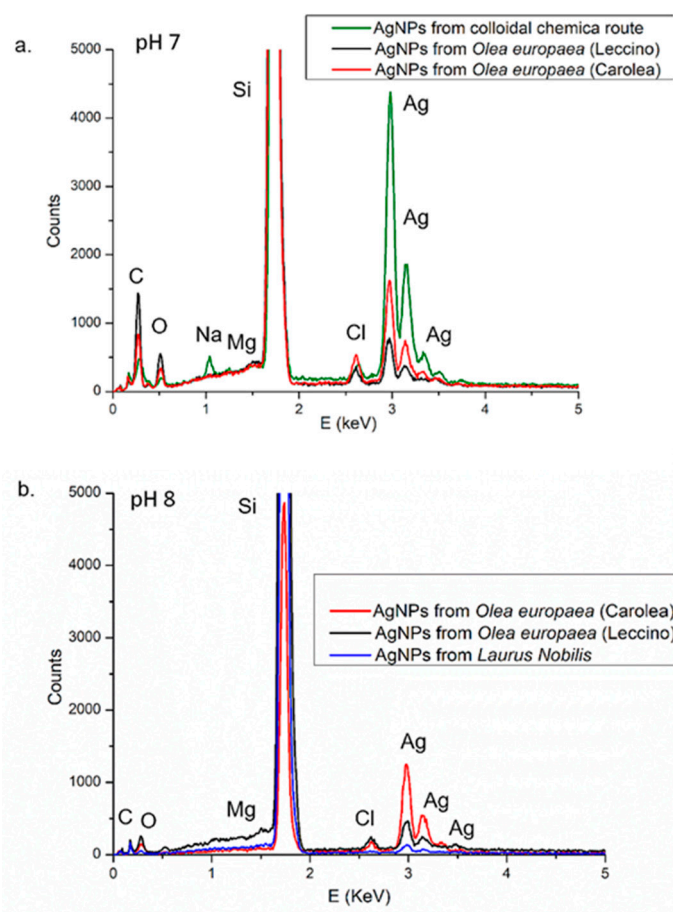 a.
pH 7
AgNPs from colloidal chemica route
AgNPs from Olea europaea (Leccino)
AgNPs from Olea europaea (Carolea)
5000
4000
3000
2000
1000
0
Counts
Si
Ag
Ag
C
O
Na
Mg
Cl
Ag
0
1
2
3
4
5
E (keV)
b.
pH 8
AgNPs from Olea europaea (Carolea)
AgNPs from Olea europaea (Leccino)
AgNPs from Laurus Nobilis
5000
4000
3000
2000
1000
0
Counts
Si
Ag
C
O
Mg
Cl
Ag
Ag
0
1
2
3
4
5
E (KeV)